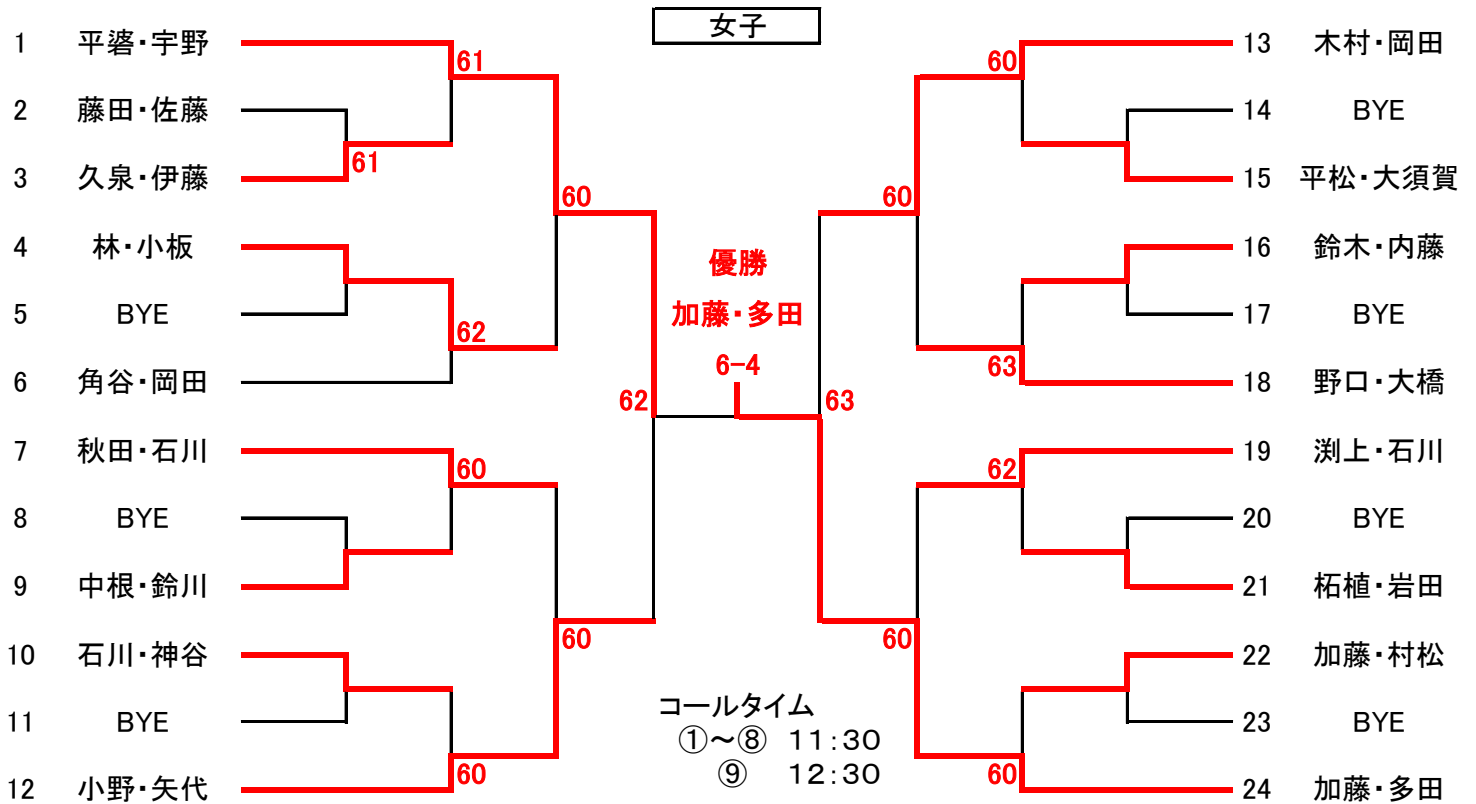 女子
1 平婆・宇野
2 藤田・佐藤
3 久泉・伊藤
4 林・小板
5 BYE
6 角谷・岡田
7 秋田・石川
8 BYE
9 中根・鈴川
10 石川・神谷
11 BYE
12 小野・矢代
61
61
62
60
60
60
60
62
優勝
加藤・多田
6-4
63
60
60
63
62
60
60
コールタイム
①～⑧ 11:30
⑨ 12:30
13 木村・岡田
14 BYE
15 平松・大須賀
16 鈴木・内藤
17 BYE
18 野口・大橋
19 渕上・石川
20 BYE
21 柘植・岩田
22 加藤・村松
23 BYE
24 加藤・多田